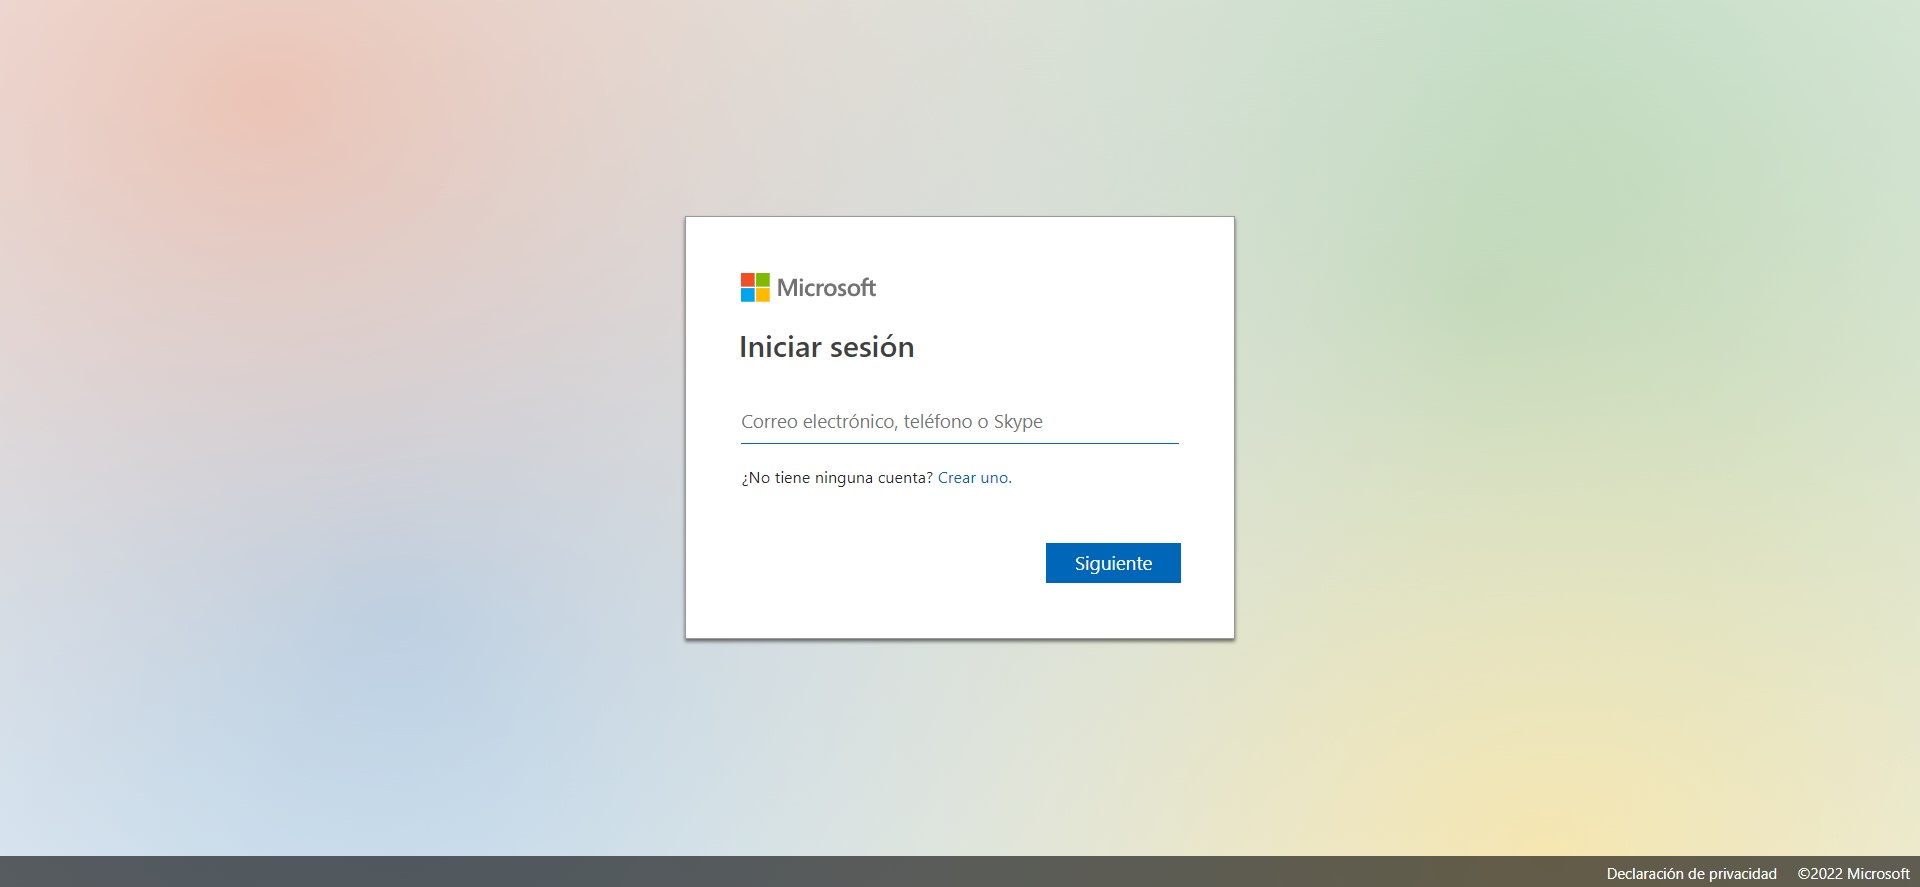 Microsoft
Iniciar sesión
Correo electrónico, teléfono o Skype
¿No tiene ninguna cuenta? Crear uno.
Siguiente
Declaración de privacidad ©2022 Microsoft